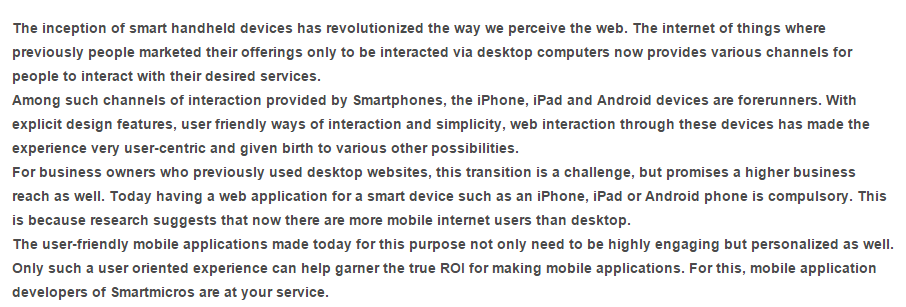 The inception of smart handheld devices has revolutionized the way we perceive the web. The internet of things where
previously people marketed their offerings only to be interacted via desktop computers now provides various channels for
people to interact with their desired services.
Among such channels of interaction provided by Smartphones, the iPhone, iPad and Android devices are forerunners. With
explicit design features, user friendly ways of interaction and simplicity, web interaction through these devices has made the
experience very user-centric and given birth to various other possibilities.
For business owners who previously used desktop websites, this transition is a challenge, but promises a higher business
reach as well. Today having a web application for a smart device such as an iPhone, iPad or Android phone is compulsory. This
is because research suggests that now there are more mobile internet users than desktop.
The user-friendly mobile applications made today for this purpose not only need to be highly engaging but personalized as well.
Only such a user oriented experience can help garner the true ROI for making mobile applications. For this, mobile application
developers of Smartmicros are at your service.